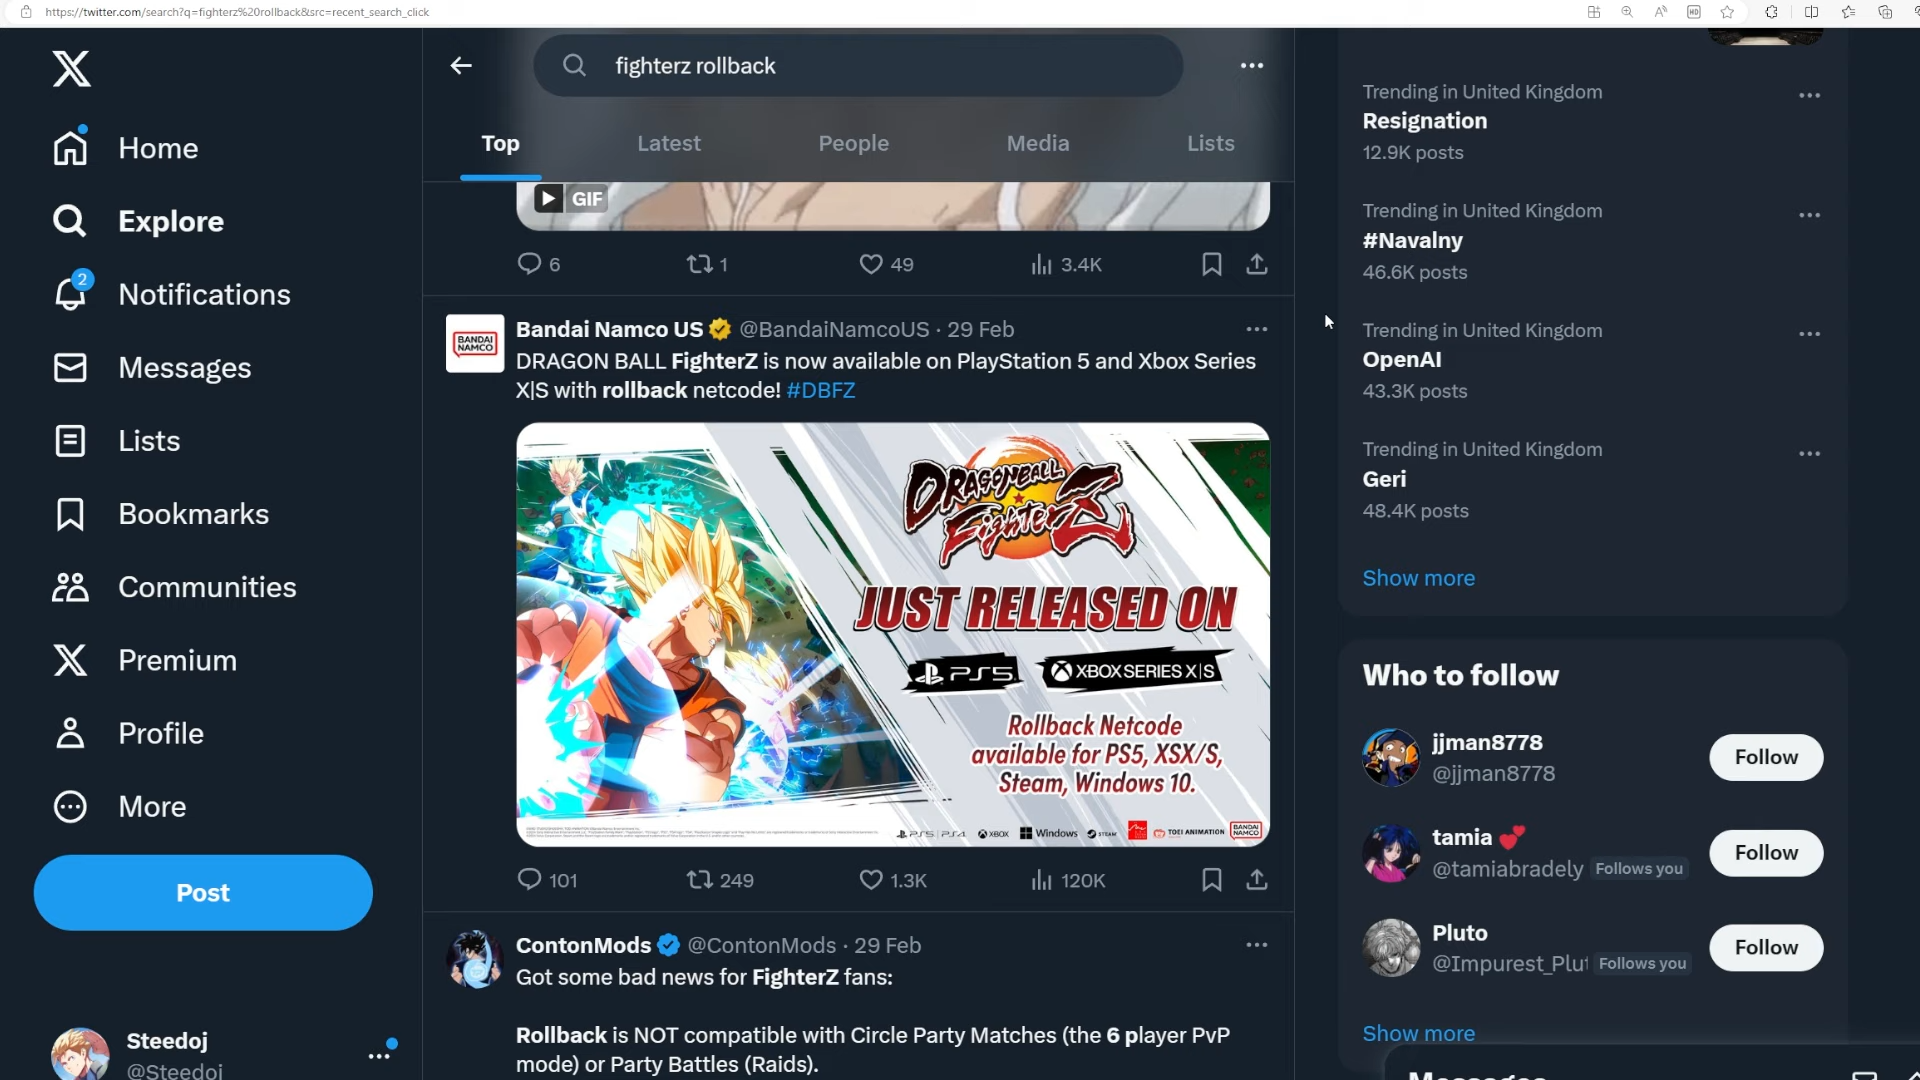 https://twitter.com/search?q=fighterz%20rollback&src=recent_search_click
fighterz rollback
Top
Latest
People
Media
Lists
Home
Explore
2
Notifications
Messages
Lists
Bookmarks
Communities
Premium
Profile
More
Post
Steedoj
@Steedoj
GIF
6
1
49
3.4K
BANDAI
NAMCO
Bandai Namco US @BandaiNamcoUS · 29 Feb
DRAGON BALL FighterZ is now available on PlayStation 5 and Xbox Series
X|S with rollback netcode! #DBFZ
DRAGONBALL
FighterZ
JUST RELEASED ON
PS5
XBOX SERIES X|S
Rollback Netcode
available for PS5, XSX/S,
Steam, Windows 10.
PS5 PS4 XBOX Windows STEAM TOEI ANIMATION BANDAI NAMCO
101
249
1.3K
120K
ContonMods @ContonMods · 29 Feb
Got some bad news for FighterZ fans:
Rollback is NOT compatible with Circle Party Matches (the 6 player PvP
mode) or Party Battles (Raids).
Trending in United Kingdom
Resignation
12.9K posts
Trending in United Kingdom
#Navalny
46.6K posts
Trending in United Kingdom
OpenAI
43.3K posts
Trending in United Kingdom
Geri
48.4K posts
Show more
Who to follow
jjman8778
@jjman8778
Follow
tamia
@tamiabradely Follows you
Follow
Pluto
@Impurest_Plut Follows you
Follow
Show more
Messages